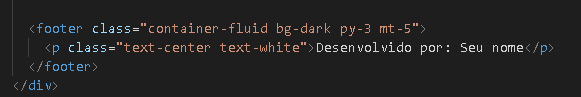 <footer class="container-fluid bg-dark py-3 mt-5">
<p class="text-center text-white">Desenvolvido por: Seu nome</p>
</footer>
</div>